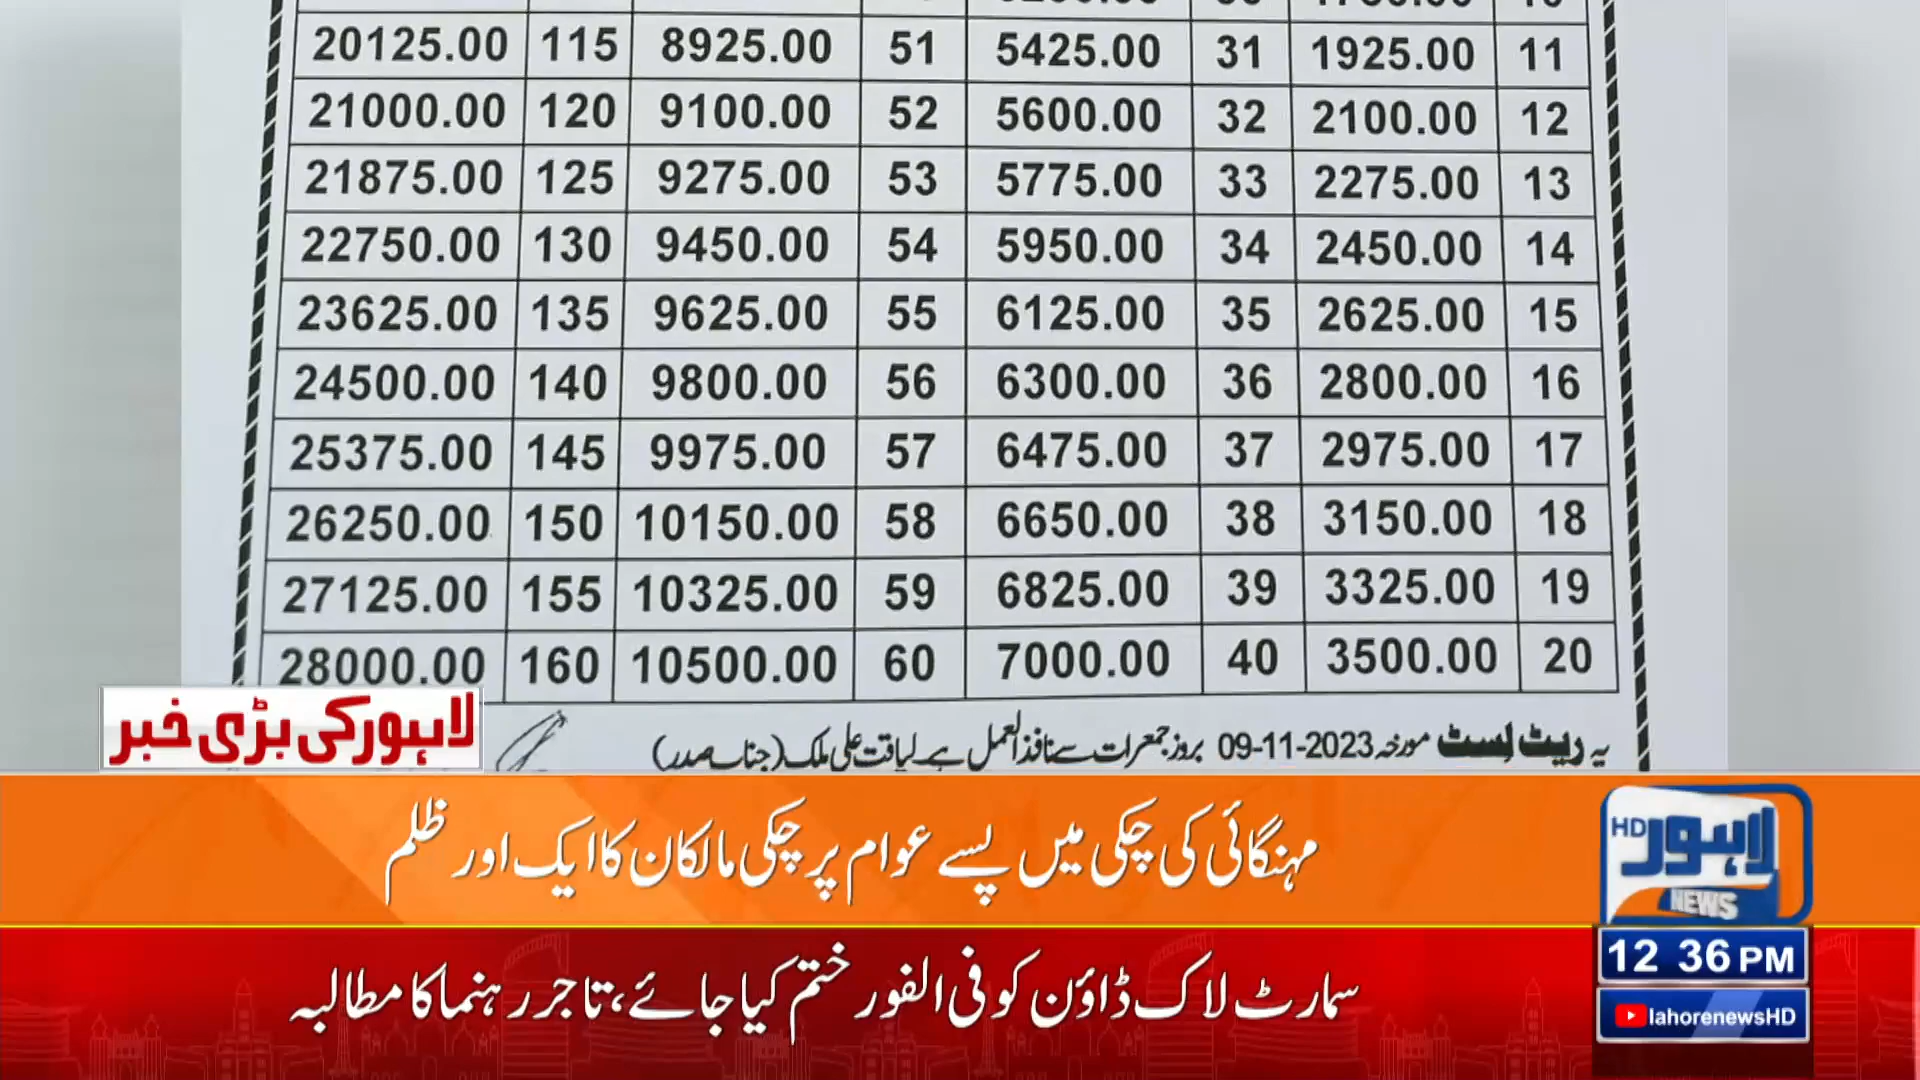 20125.00 115 8925.00 51 5425.00 31 1925.00 11
21000.00 120 9100.00 52 5600.00 32 2100.00 12
21875.00 125 9275.00 53 5775.00 33 2275.00 13
22750.00 130 9450.00 54 5950.00 34 2450.00 14
23625.00 135 9625.00 55 6125.00 35 2625.00 15
24500.00 140 9800.00 56 6300.00 36 2800.00 16
25375.00 145 9975.00 57 6475.00 37 2975.00 17
26250.00 150 10150.00 58 6650.00 38 3150.00 18
27125.00 155 10325.00 59 6825.00 39 3325.00 19
28000.00 160 10500.00 60 7000.00 40 3500.00 20
یہ ریٹ لسٹ مورخہ 2023-11-09 بروز جمعرات سے نافذ العمل ہے۔ لیاقت علی ملک (جناب صدر)
لاہور کی بڑی خبر
مہنگائی کی چکی میں پسے عوام پر چکی مالکان کا ایک اور ظلم
لاہور HD
NEWS
سمارٹ لاک ڈاؤن کو فی الفور ختم کیا جائے، تاجر رہنما کا مطالبہ
12 36 PM
lahorenewsHD